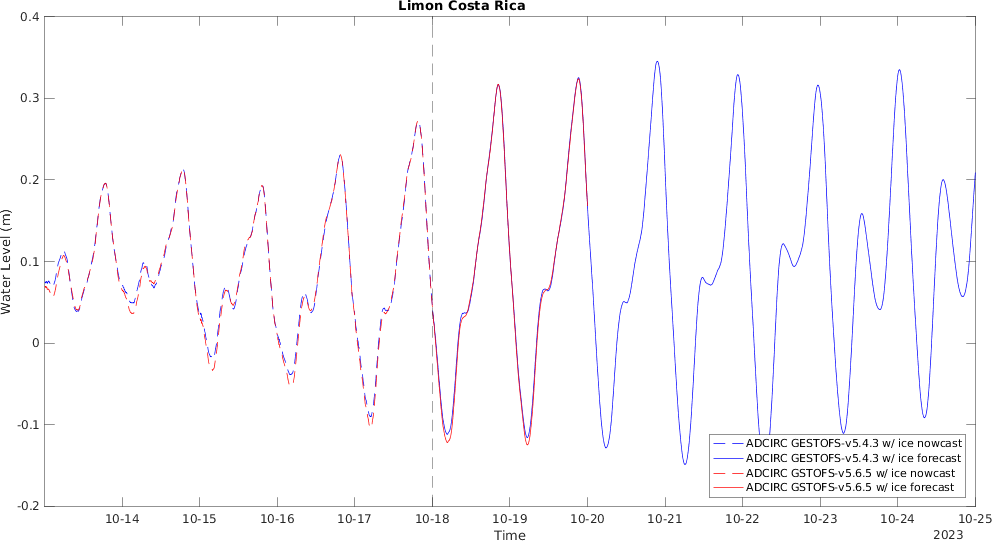 Limon Costa Rica
0.4
0.3
0.2
0.1
0
-0.1
-0.2
Water Level (m)
ADCIRC GESTOFS-v5.4.3 w/ ice nowcast
ADCIRC GESTOFS-v5.4.3 w/ ice forecast
ADCIRC GSTOFS-v5.6.5 w/ ice nowcast
ADCIRC GSTOFS-v5.6.5 w/ ice forecast
10-14 10-15 10-16 10-17 10-18 10-19 10-20 10-21 10-22 10-23 10-24 10-25
Time
2023